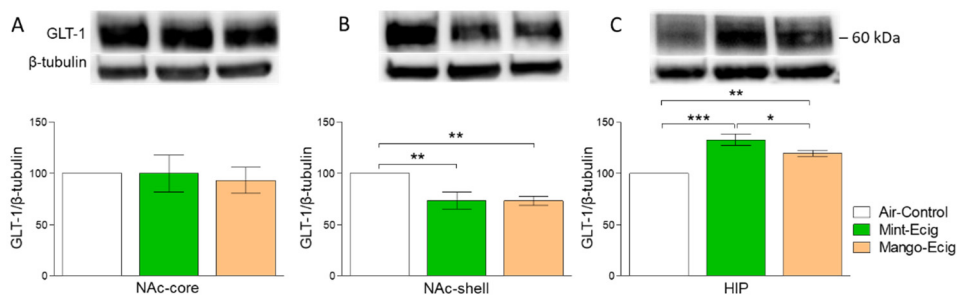 A
GLT-1
β-tubulin
B
C
– 60 kDa
GLT-1/β-tubulin
150
100
50
0
NAc-core
GLT-1/β-tubulin
150
100
50
0
**
**
NAc-shell
GLT-1/β-tubulin
150
100
50
0
**
*** *
HIP
Air-Control
Mint-Ecig
Mango-Ecig